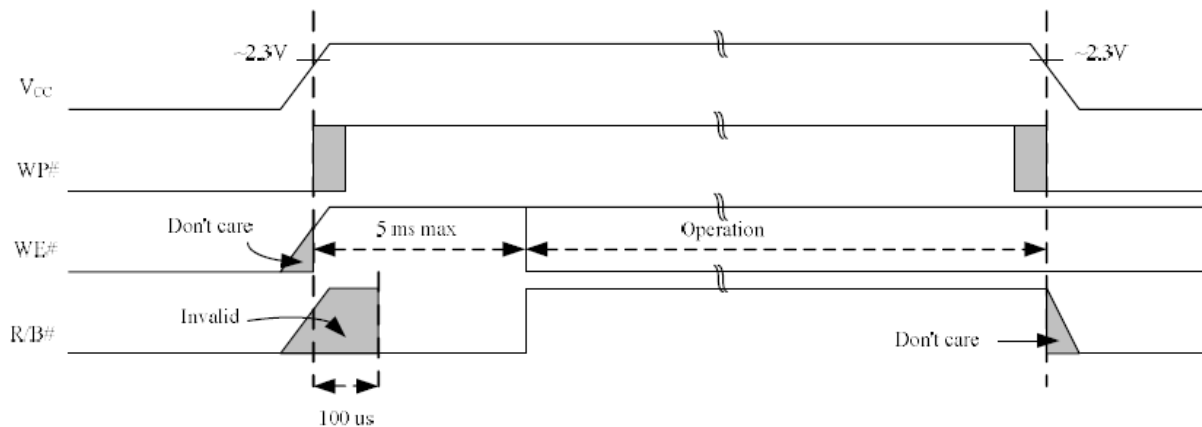 ~2.3V
~2.3V
VCC
WP#
Don't care
5 ms max
Operation
WE#
Invalid
R/B#
Don't care
100 us